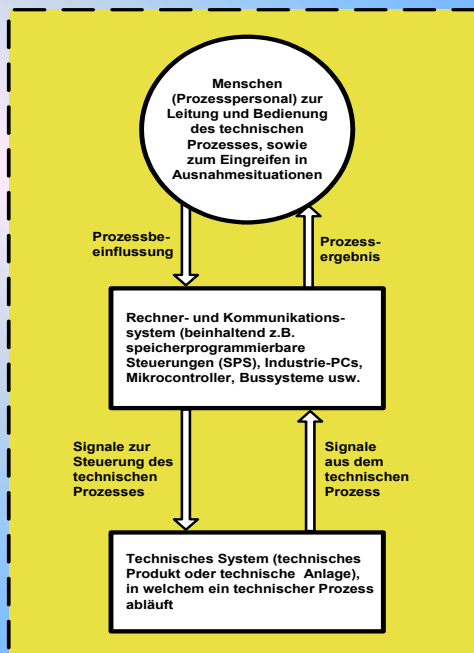 Menschen
(Prozesspersonal) zur
Leitung und Bedienung
des technischen
Prozesses, sowie
zum Eingreifen in
Ausnahmesituationen
Prozessbe-
einflussung
Prozess-
ergebnis
Rechner- und Kommunikations-
system (beinhaltend z.B.
speicherprogrammierbare
Steuerungen (SPS), Industrie-PCs,
Mikrocontroller, Bussysteme usw.
Signale zur
Steuerung des
technischen
Prozesses
Signale
aus dem
technischen
Prozess
Technisches System (technisches
Produkt oder technische Anlage),
in welchem ein technischer Prozess
abläuft